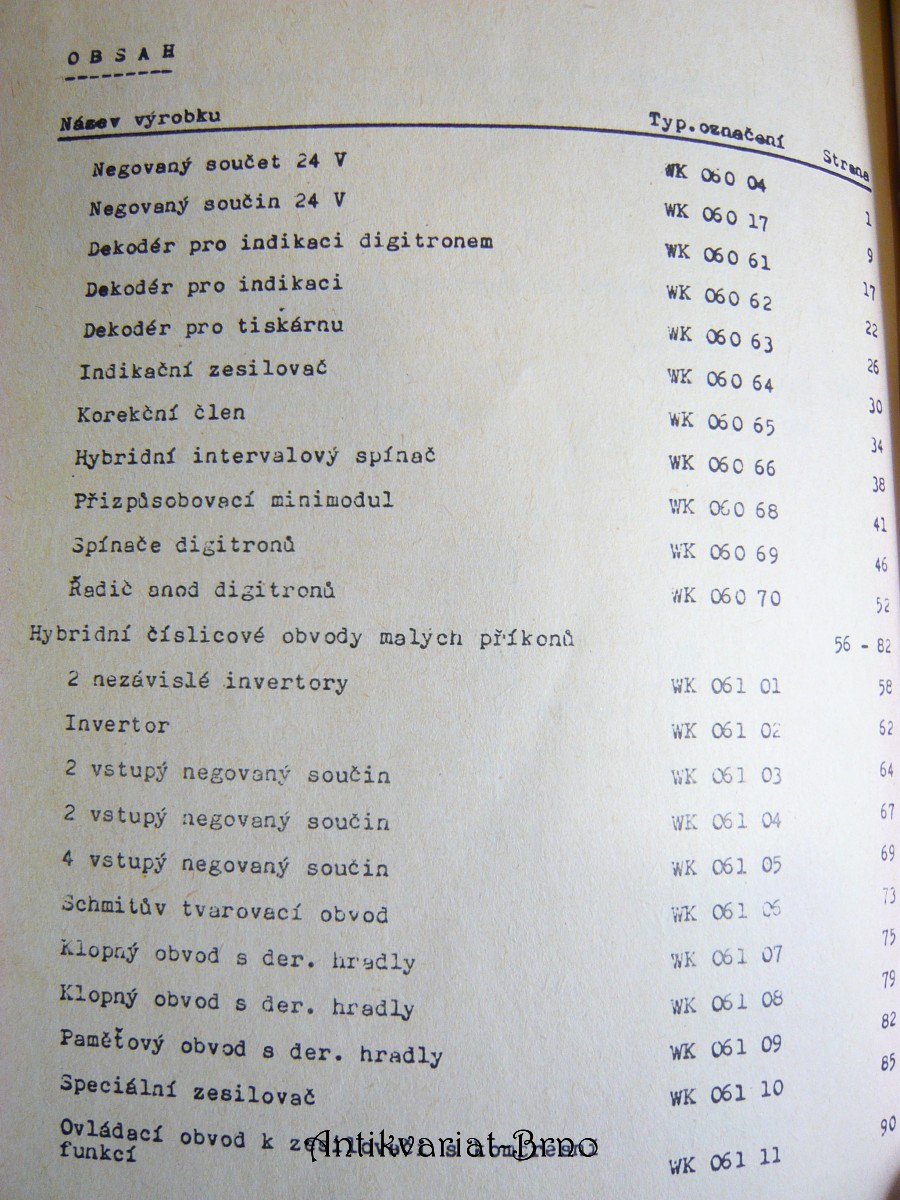 OBSAH
Název výrobku Typ.označení Strana
Negovaný součet 24 V WK 060 04 1
Negovaný součin 24 V WK 060 17 9
Dekodér pro indikaci digitronem WK 060 61 17
Dekodér pro indikaci WK 060 62 22
Dekodér pro tiskárnu WK 060 63 26
Indikační zesilovač WK 060 64 30
Korekční člen WK 060 65 34
Hybridní intervalový spínač WK 060 66 38
Přizpůsobovací minimodul WK 060 68 41
Spínače digitronů WK 060 69 46
Řadič anod digitronů WK 060 70 52
Hybridní číslicové obvody malých příkonů 56 - 82
2 nezávislé invertory WK 061 01 58
Invertor WK 061 02 62
2 vstupý negovaný součin WK 061 03 64
2 vstupý negovaný součin WK 061 04 67
4 vstupý negovaný součin WK 061 05 69
Schmitův tvarovací obvod WK 061 06 73
Klopný obvod s der. hradly WK 061 07 75
Klopný obvod s der. hradly WK 061 08 79
Paměťový obvod s der. hradly WK 061 09 82
Speciální zesilovač WK 061 10 85
Ovládací obvod k zesilovači s
funkcí WK 061 11 90
Antikvariat-Brno